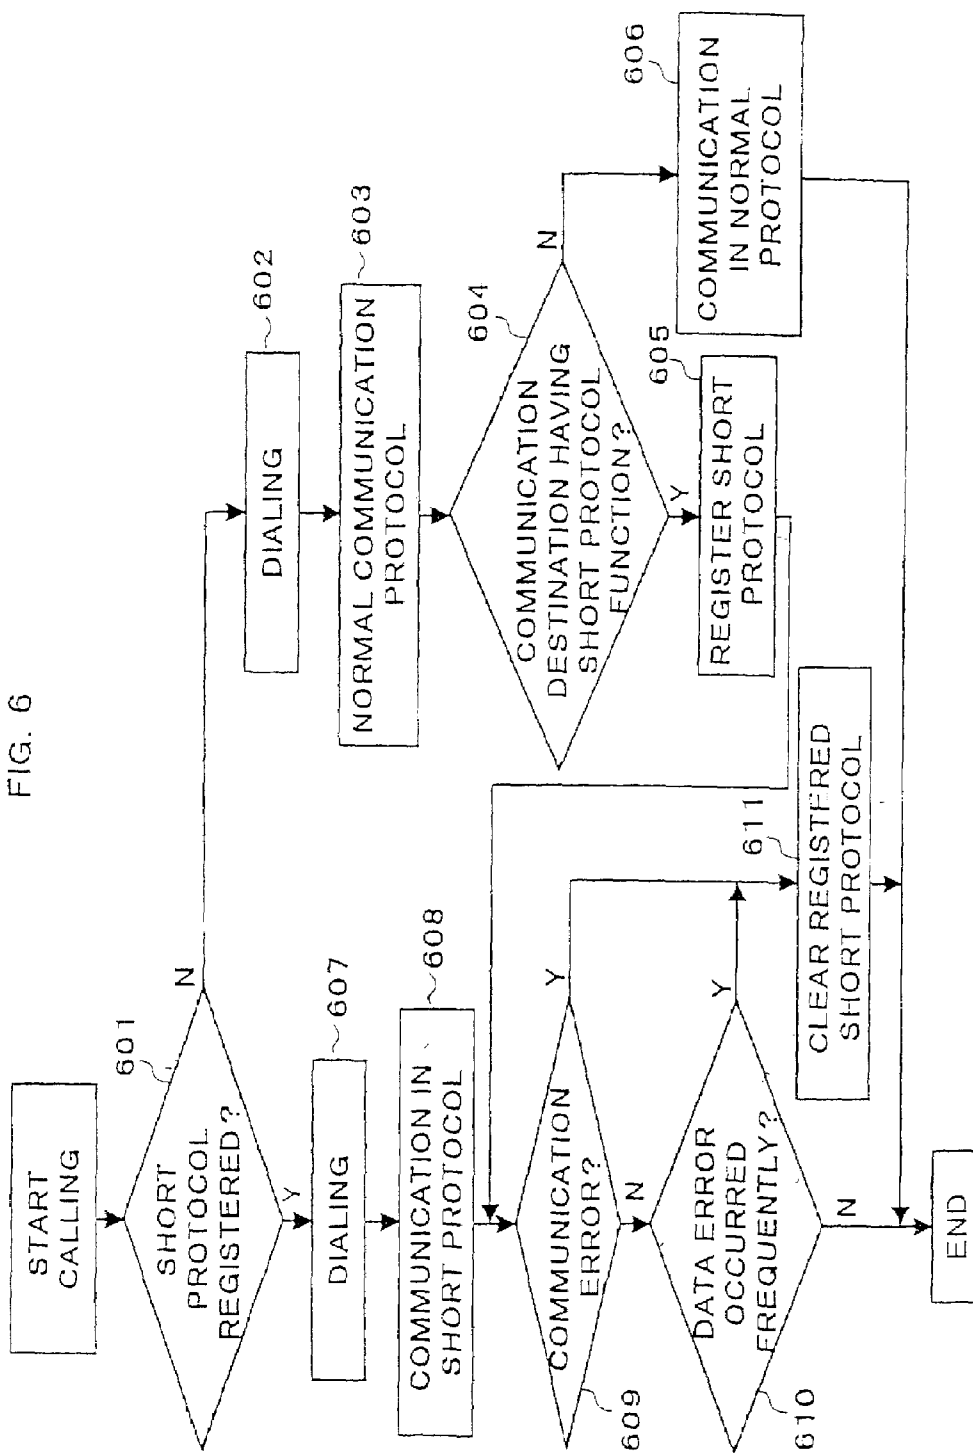 FIG. 6
START
CALLING
601
SHORT
PROTOCOL
REGISTERED?
N
Y
602
DIALING
603
NORMAL COMMUNICATION
PROTOCOL
604
COMMUNICATION
DESTINATION HAVING
SHORT PROTOCOL
FUNCTION?
N
Y
605
REGISTER SHORT
PROTOCOL
606
COMMUNICATION
IN NORMAL
PROTOCOL
607
DIALING
608
COMMUNICATION IN
SHORT PROTOCOL
609
COMMUNICATION
ERROR?
Y
N
610
DATA ERROR
OCCURRED
FREQUENTLY?
Y
N
611
CLEAR REGISTERED
SHORT PROTOCOL
END